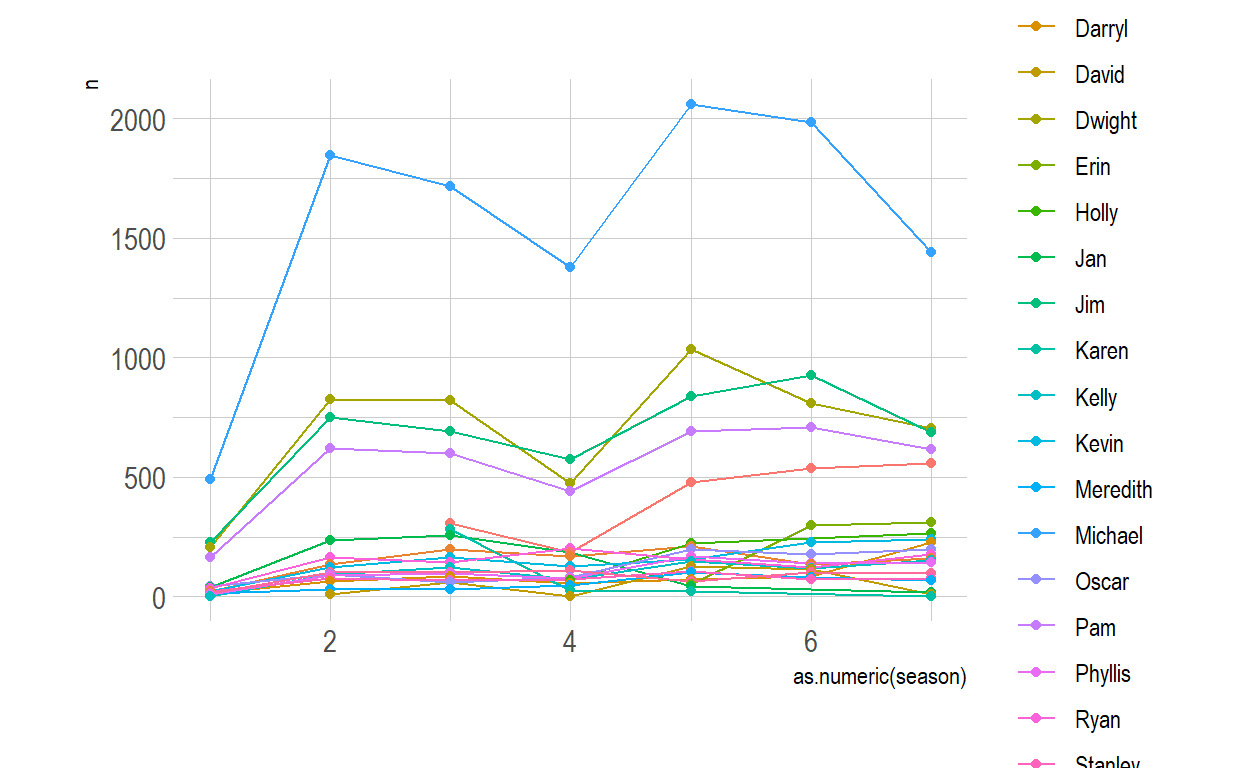 n
2000
1500
1000
500
0
2
4
6
as.numeric(season)
Darryl
David
Dwight
Erin
Holly
Jan
Jim
Karen
Kelly
Kevin
Meredith
Michael
Oscar
Pam
Phyllis
Ryan
Stanley